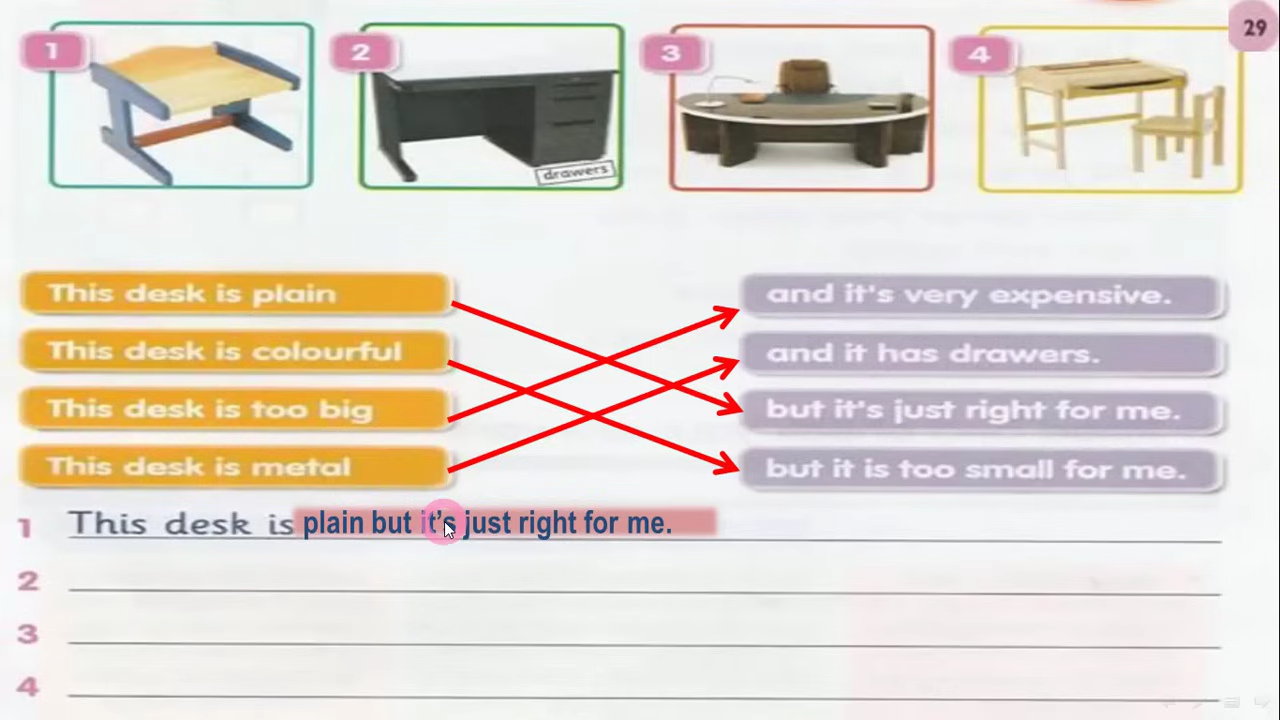 29
1
2
3
4
drawers
This desk is plain
and it's very expensive.
This desk is colourful
and it has drawers.
This desk is too big
but it's just right for me.
This desk is metal
but it is too small for me.
1 This desk is plain but it's just right for me.
2
3
4